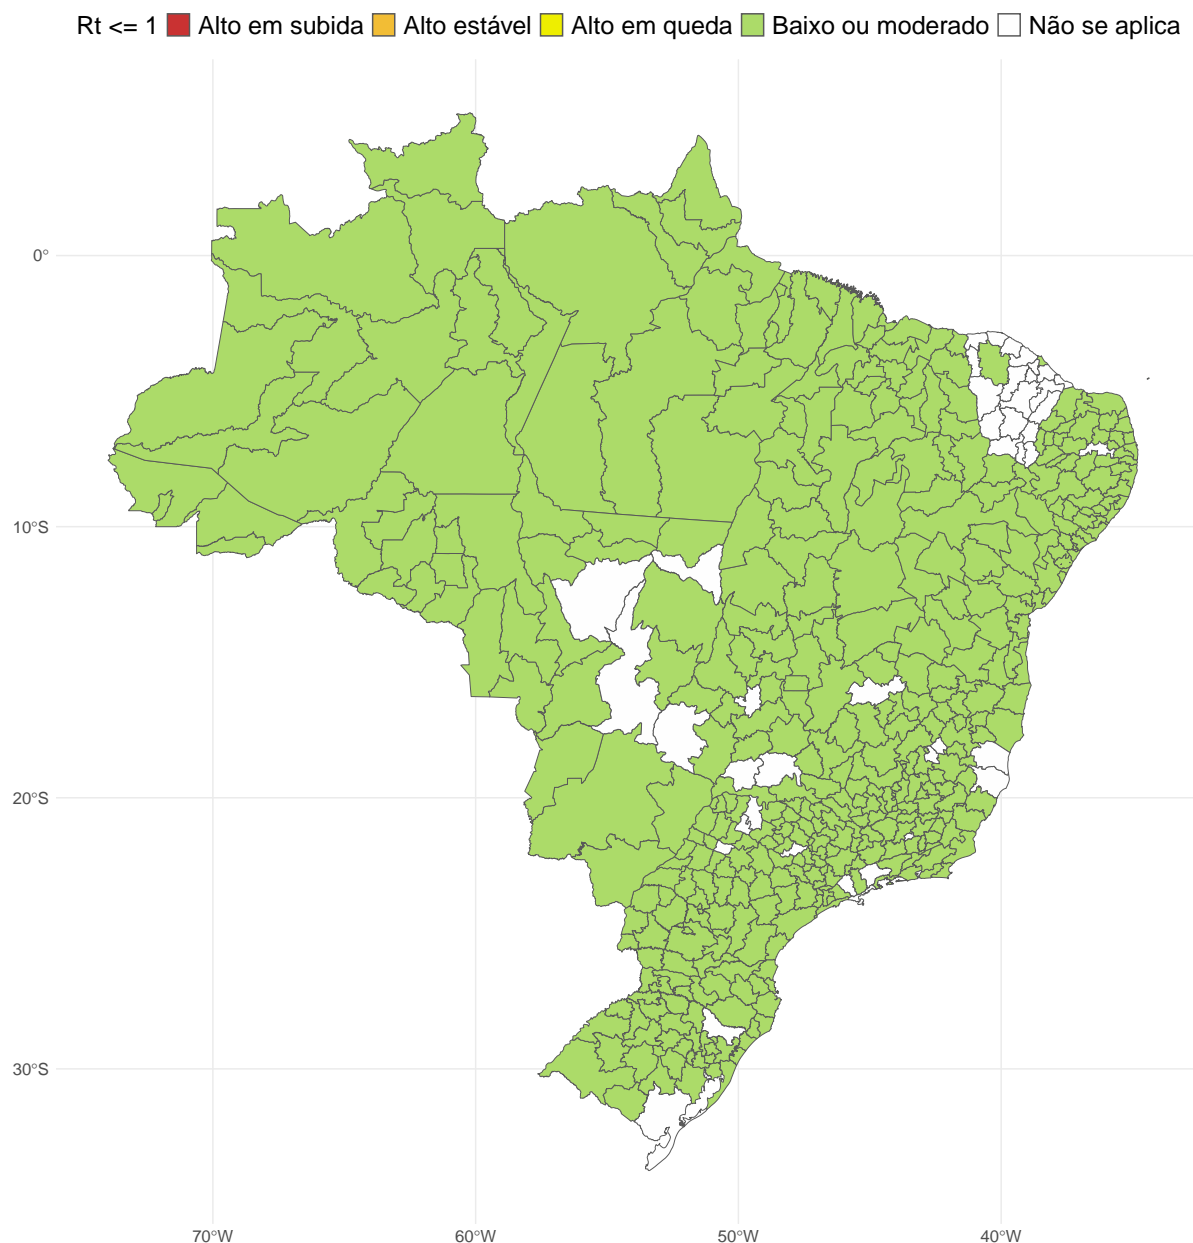 Rt <= 1 Alto em subida Alto estável Alto em queda Baixo ou moderado Não se aplica
0°
10°S
20°S
30°S
70°W 60°W 50°W 40°W